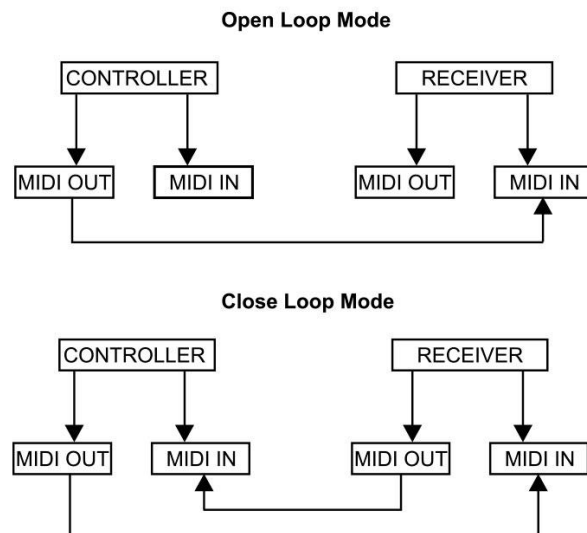 Open Loop Mode
CONTROLLER RECEIVER
MIDI OUT MIDI IN MIDI OUT MIDI IN
Close Loop Mode
CONTROLLER RECEIVER
MIDI OUT MIDI IN MIDI OUT MIDI IN